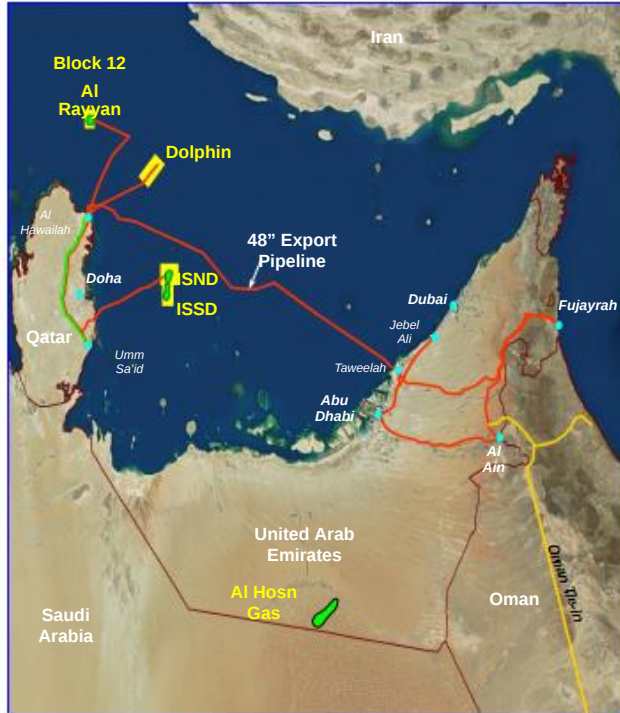 Iran
Block 12
Al
Rayyan
Dolphin
Al
Hawailah
48” Export
Pipeline
Doha
ISND
ISSD
Dubai
Fujayrah
Jebel
Ali
Qatar
Umm
Sa'id
Taweelah
Abu
Dhabi
Al
Ain
United Arab
Emirates
Oman Tie-in
Al Hosn
Gas
Oman
Saudi
Arabia